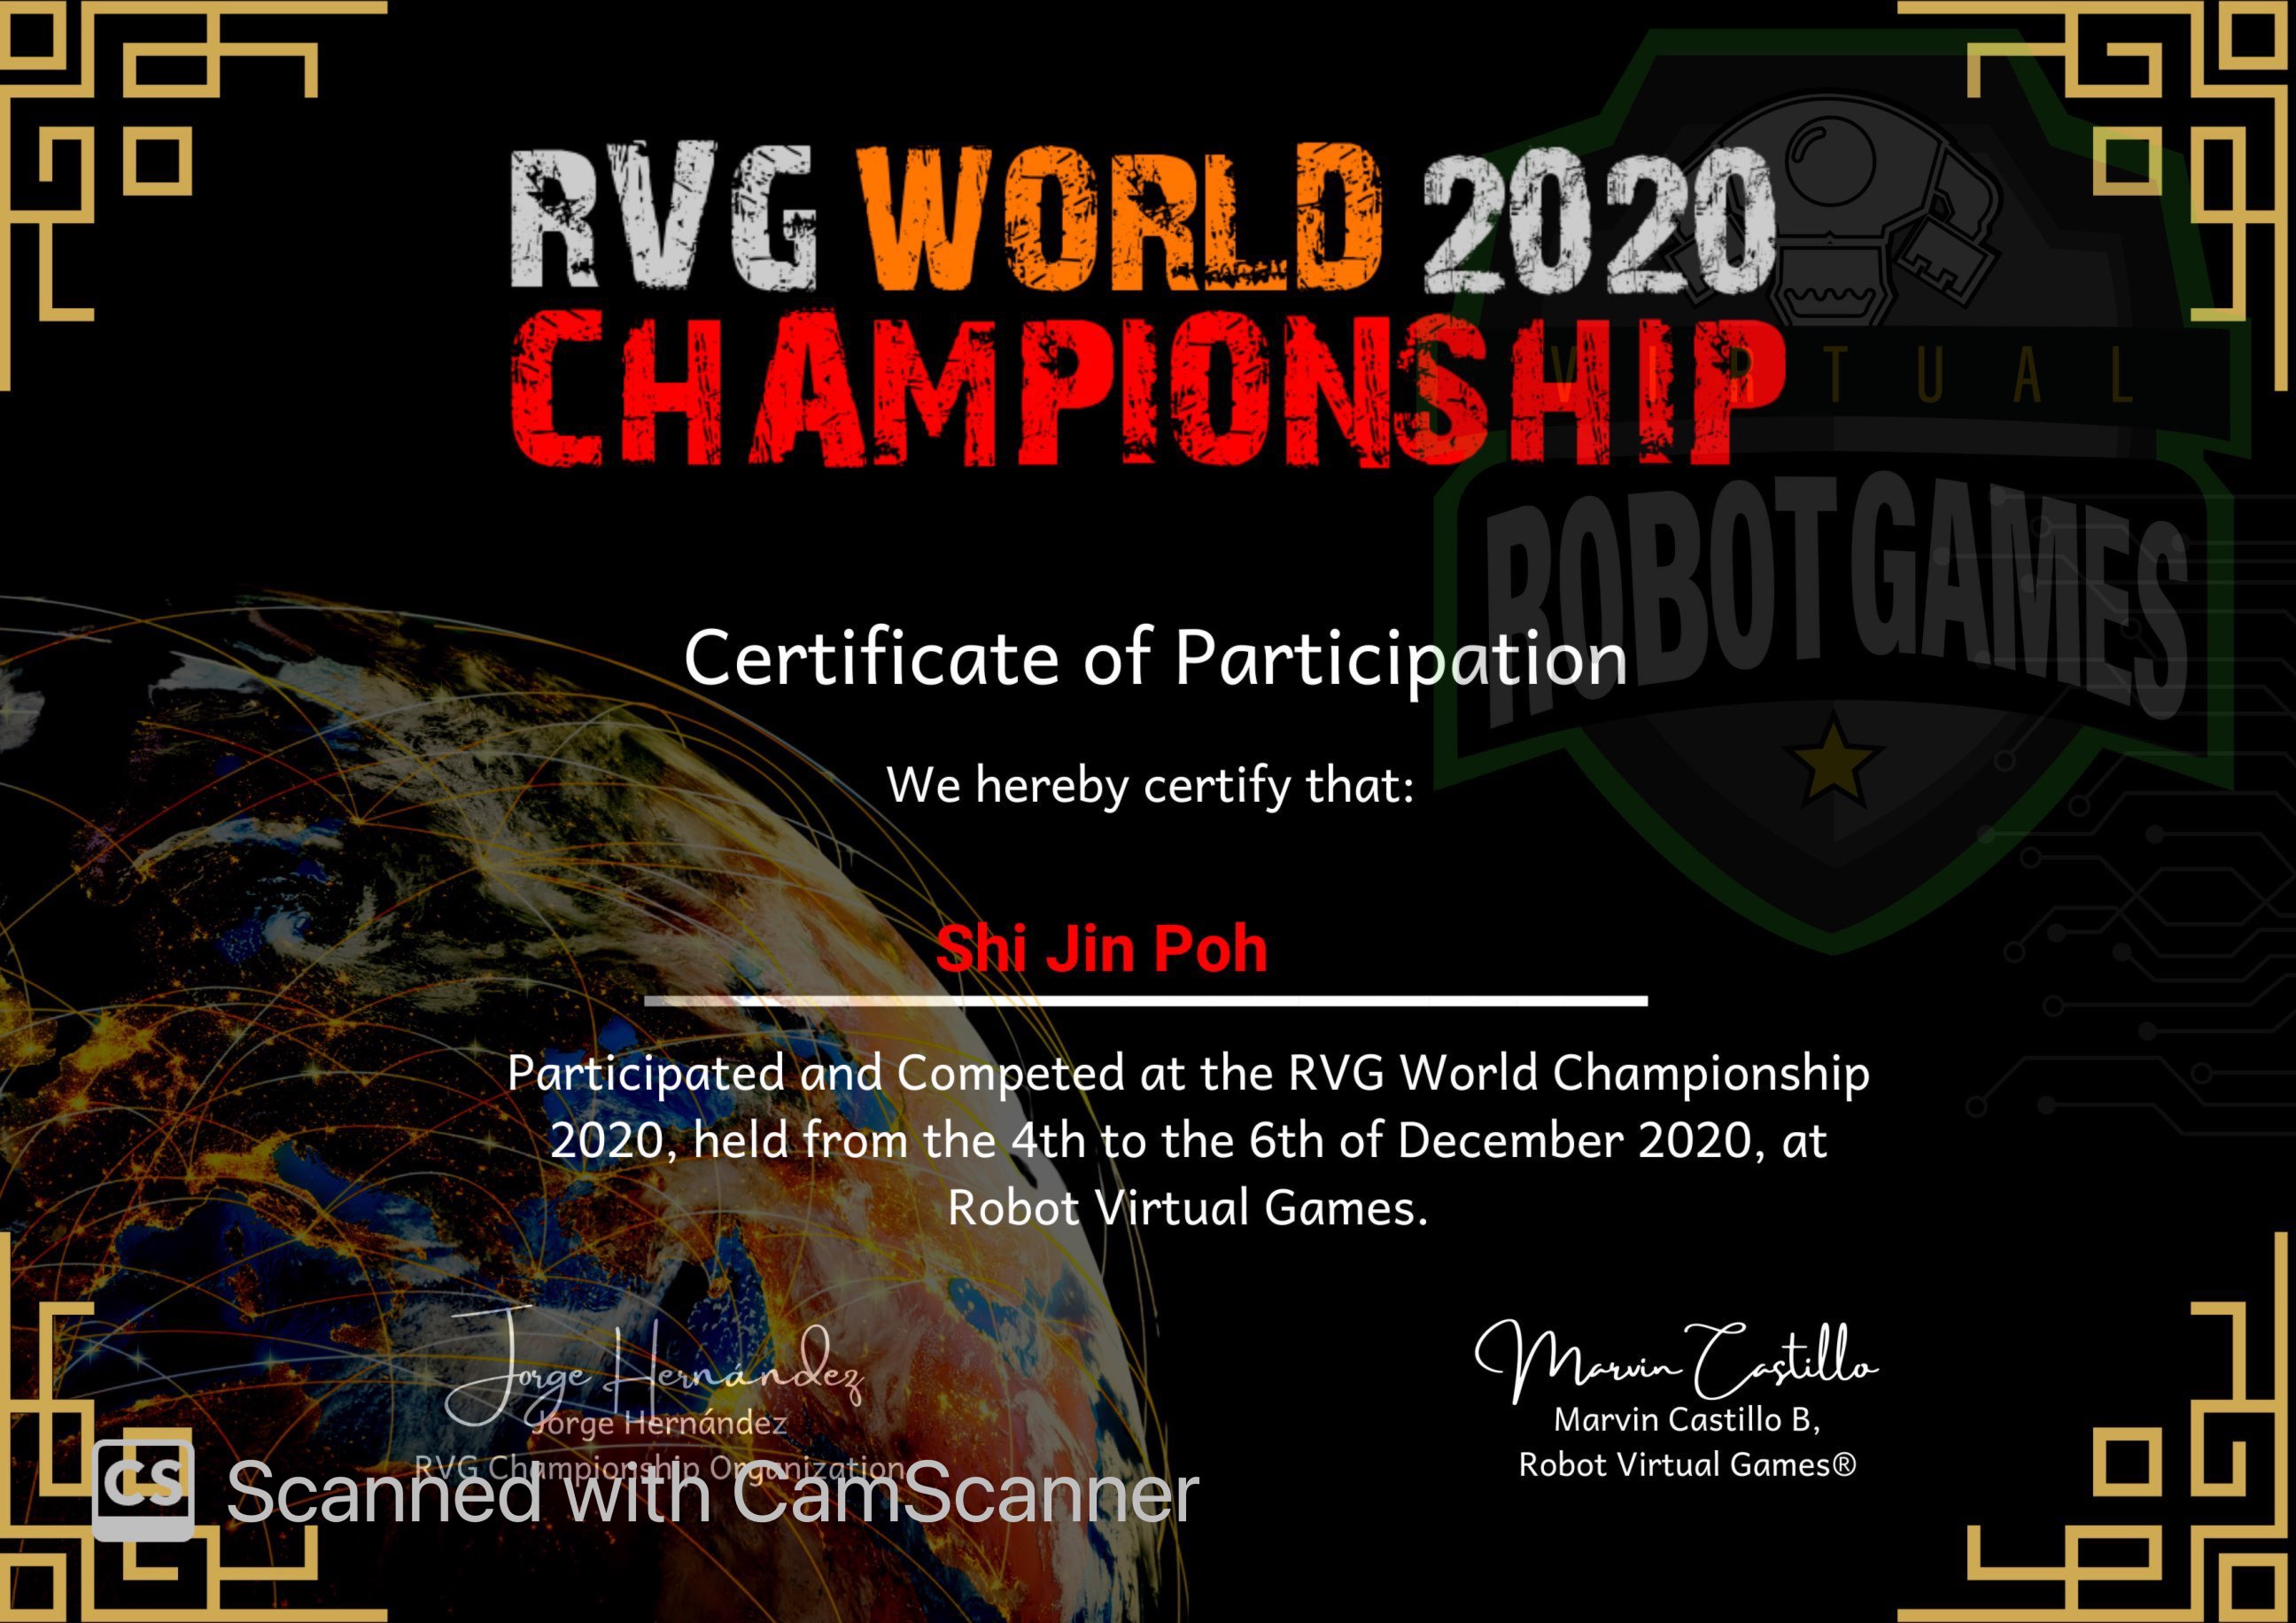 RVG WORLD 2020
CHAMPIONSHIP
VIRTUAL
ROBOT GAMES
Certificate of Participation
We hereby certify that:
Shi Jin Poh
Participated and Competed at the RVG World Championship
2020, held from the 4th to the 6th of December 2020, at
Robot Virtual Games.
Jorge Hernández
Jorge Hernández
RVG Championship Organization
Marvin Castillo
Marvin Castillo B,
Robot Virtual Games®
CS Scanned with CamScanner